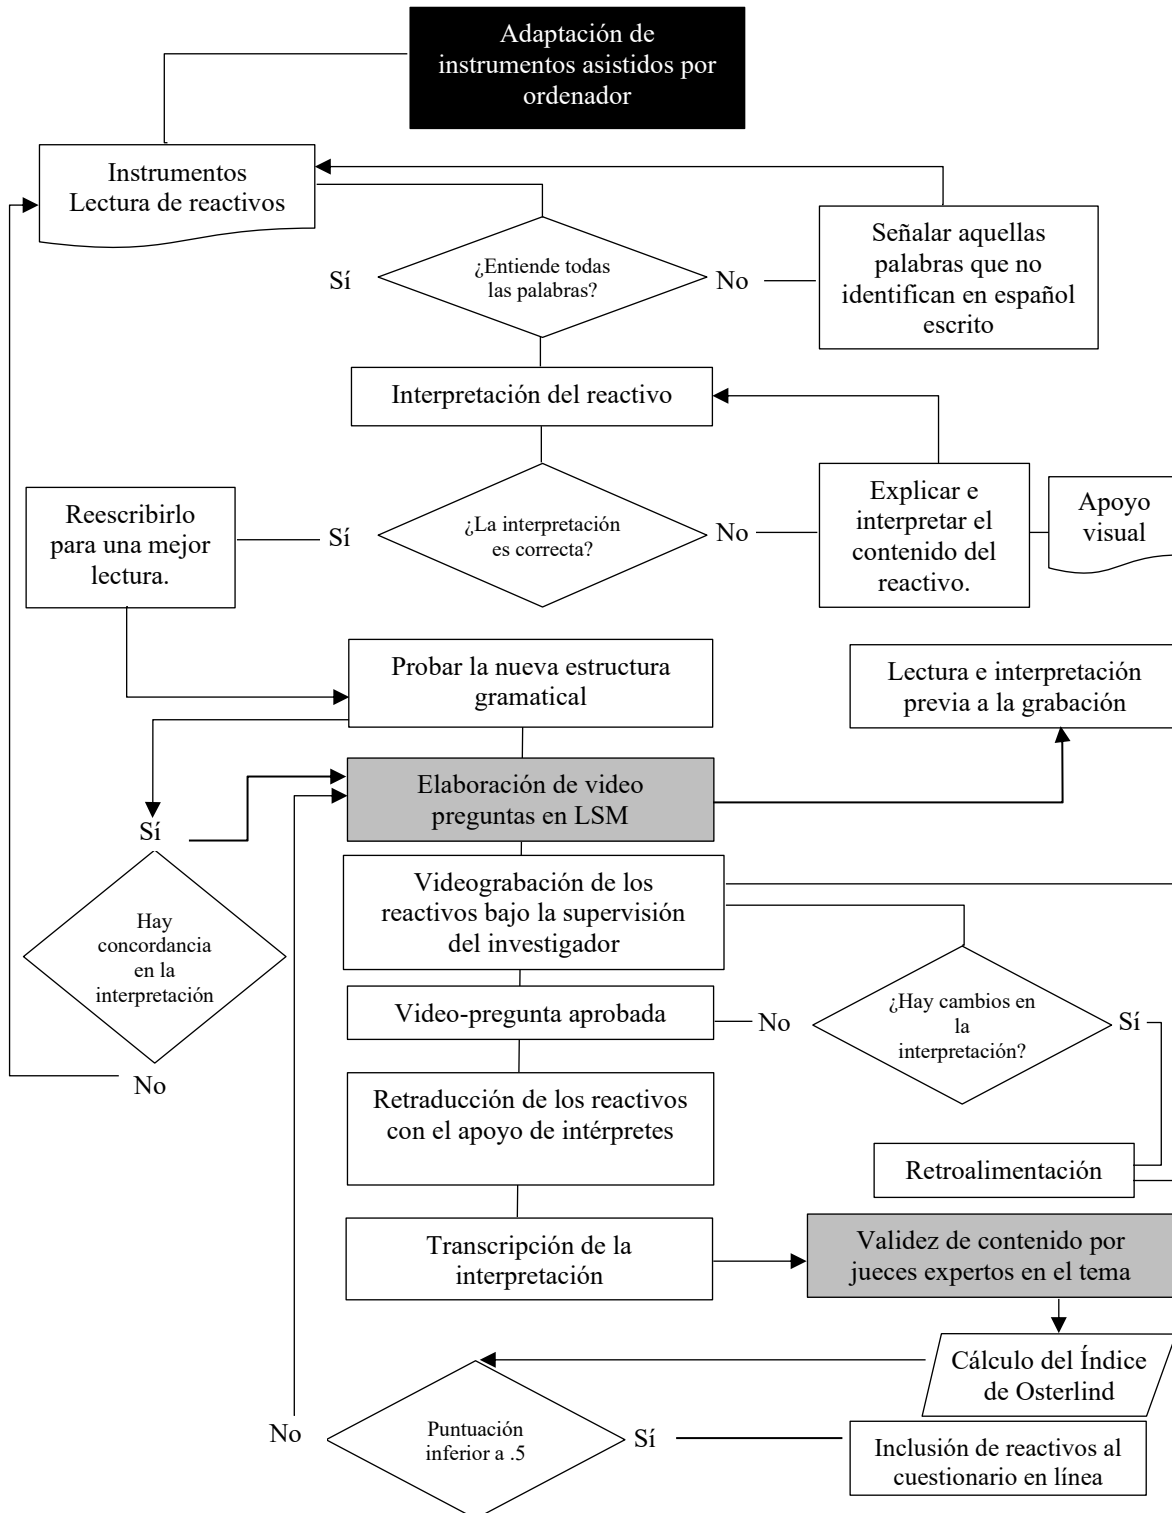 Adaptación de
instrumentos asistidos por
ordenador
Instrumentos
Lectura de reactivos
Señalar aquellas
palabras que no
identifican en español
escrito
Sí
¿Entiende todas
las palabras?
No
Interpretación del reactivo
Reescribirlo
para una mejor
lectura.
Sí
¿La interpretación
es correcta?
No
Explicar e
interpretar el
contenido del
reactivo.
Apoyo
visual
Probar la nueva estructura
gramatical
Lectura e interpretación
previa a la grabación
Elaboración de video
preguntas en LSM
Sí
Hay
concordancia
en la
interpretación
No
Videograbación de los
reactivos bajo la supervisión
del investigador
Video-pregunta aprobada
No
¿Hay cambios en
la
interpretación?
Sí
Retraducción de los reactivos
con el apoyo de intérpretes
Retroalimentación
Transcripción de la
interpretación
Validez de contenido por
jueces expertos en el tema
Cálculo del Índice
de Osterlind
No
Puntuación
inferior a .5
Sí
Inclusión de reactivos al
cuestionario en línea